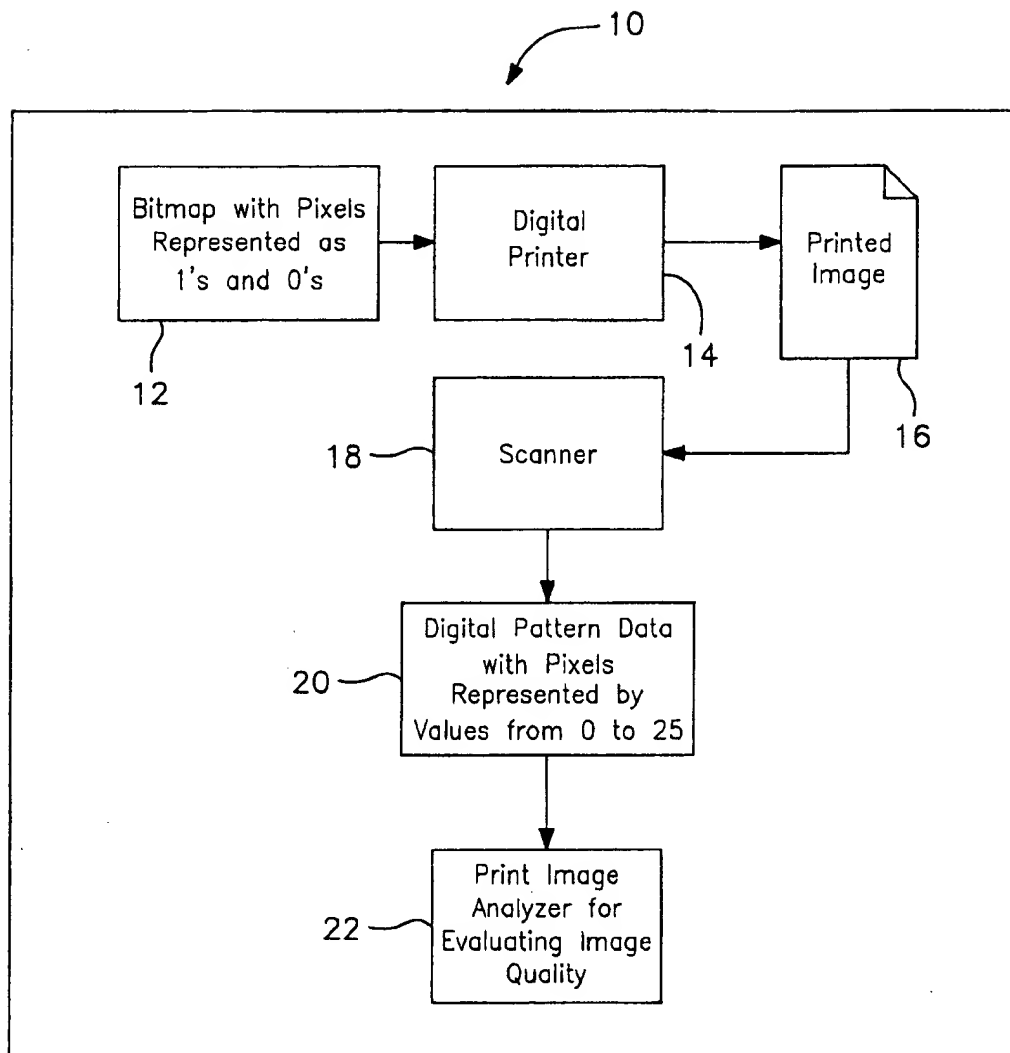 10
Bitmap with Pixels
Represented as
1's and 0's
12
Digital
Printer
14
Printed
Image
16
18
Scanner
20
Digital Pattern Data
with Pixels
Represented by
Values from 0 to 25
22
Print Image
Analyzer for
Evaluating Image
Quality